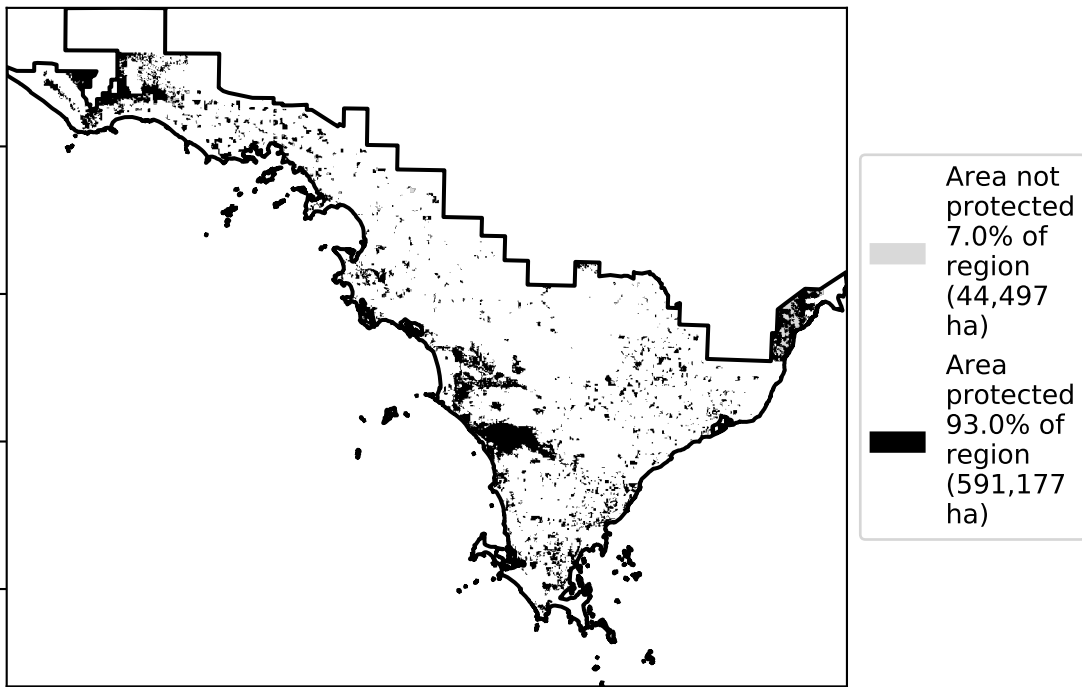 Area not
protected
7.0% of
region
(44,497
ha)
Area
protected
93.0% of
region
(591,177
ha)